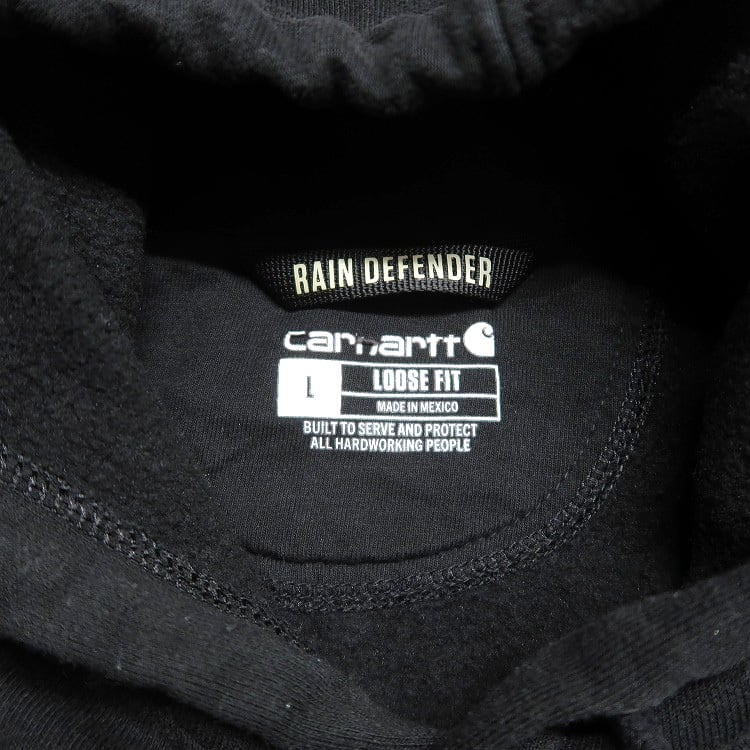 RAIN DEFENDER
carhartt
L LOOSE FIT
MADE IN MEXICO
BUILT TO SERVE AND PROTECT
ALL HARDWORKING PEOPLE